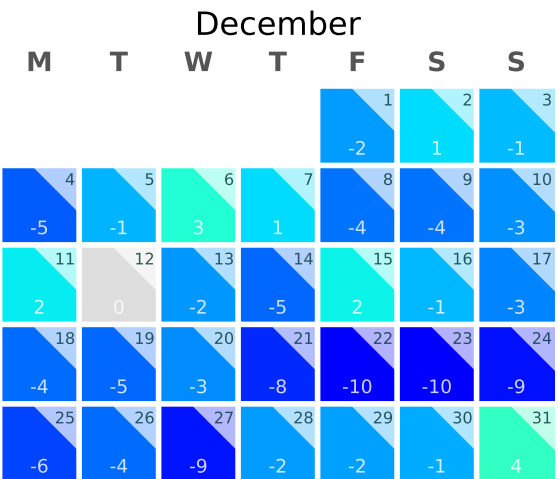 December
M T W T F S S
1 2 3
-2 1 -1
4 5 6 7 8 9 10
-5 -1 3 1 -4 -4 -3
11 12 13 14 15 16 17
2 0 -2 -5 2 -1 -3
18 19 20 21 22 23 24
-4 -5 -3 -8 -10 -10 -9
25 26 27 28 29 30 31
-6 -4 -9 -2 -2 -1 4